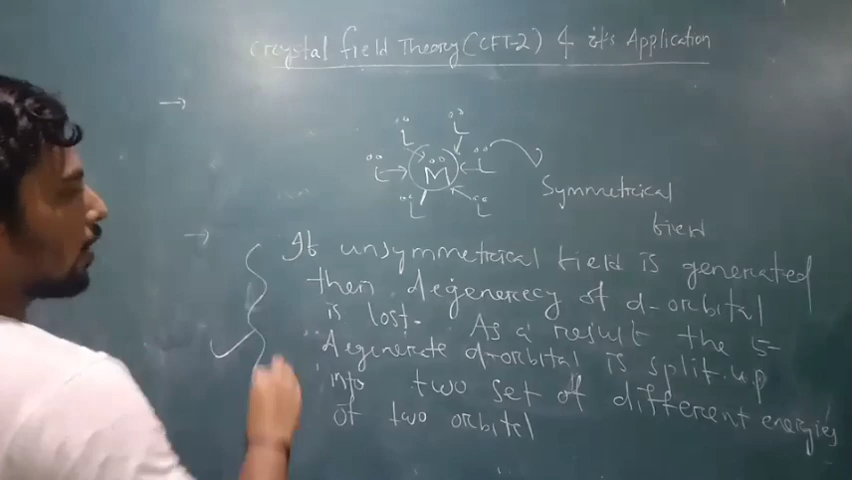 Crystal field Theory (CFT-2) & it's Application
→
L L
L M L
L L
Symmetrical
field
→ If unsymmetrical field is generated
then degenerecy of d-orbital
is lost. As a result the 5-
degenerate d-orbital is split up
into two set of different energies
of two orbital